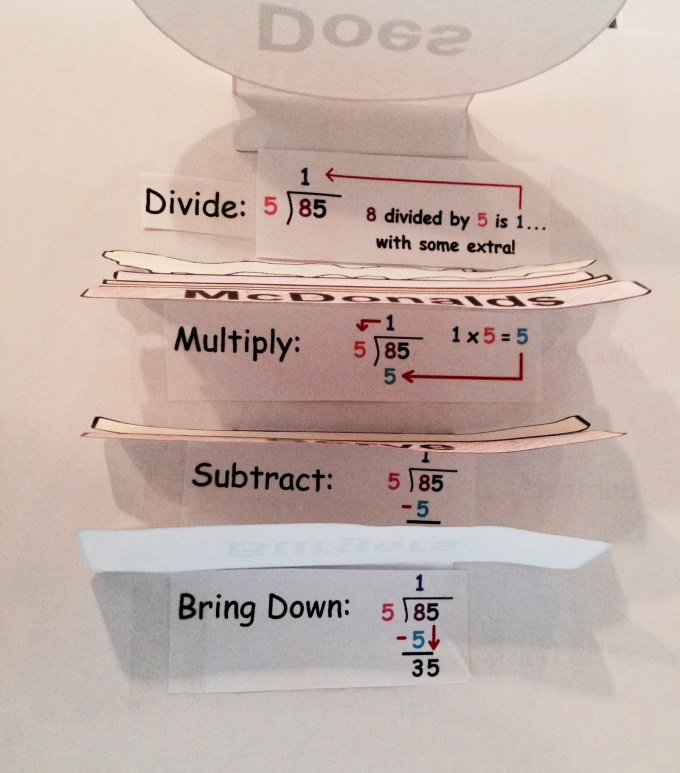 Does
1
Divide: 5 ) 85 8 divided by 5 is 1...
with some extra!
McDonalds
1
Multiply: 5 ) 85 1 x 5 = 5
5
1
Subtract: 5 ) 85
- 5
Burgers
1
Bring Down: 5 ) 85
- 5
35